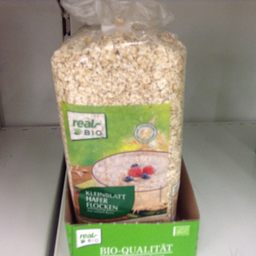 real,-
BIO
KLEINBLATT
HAFER
FLOCKEN
real,-
BIO
BIO-QUALITÄT